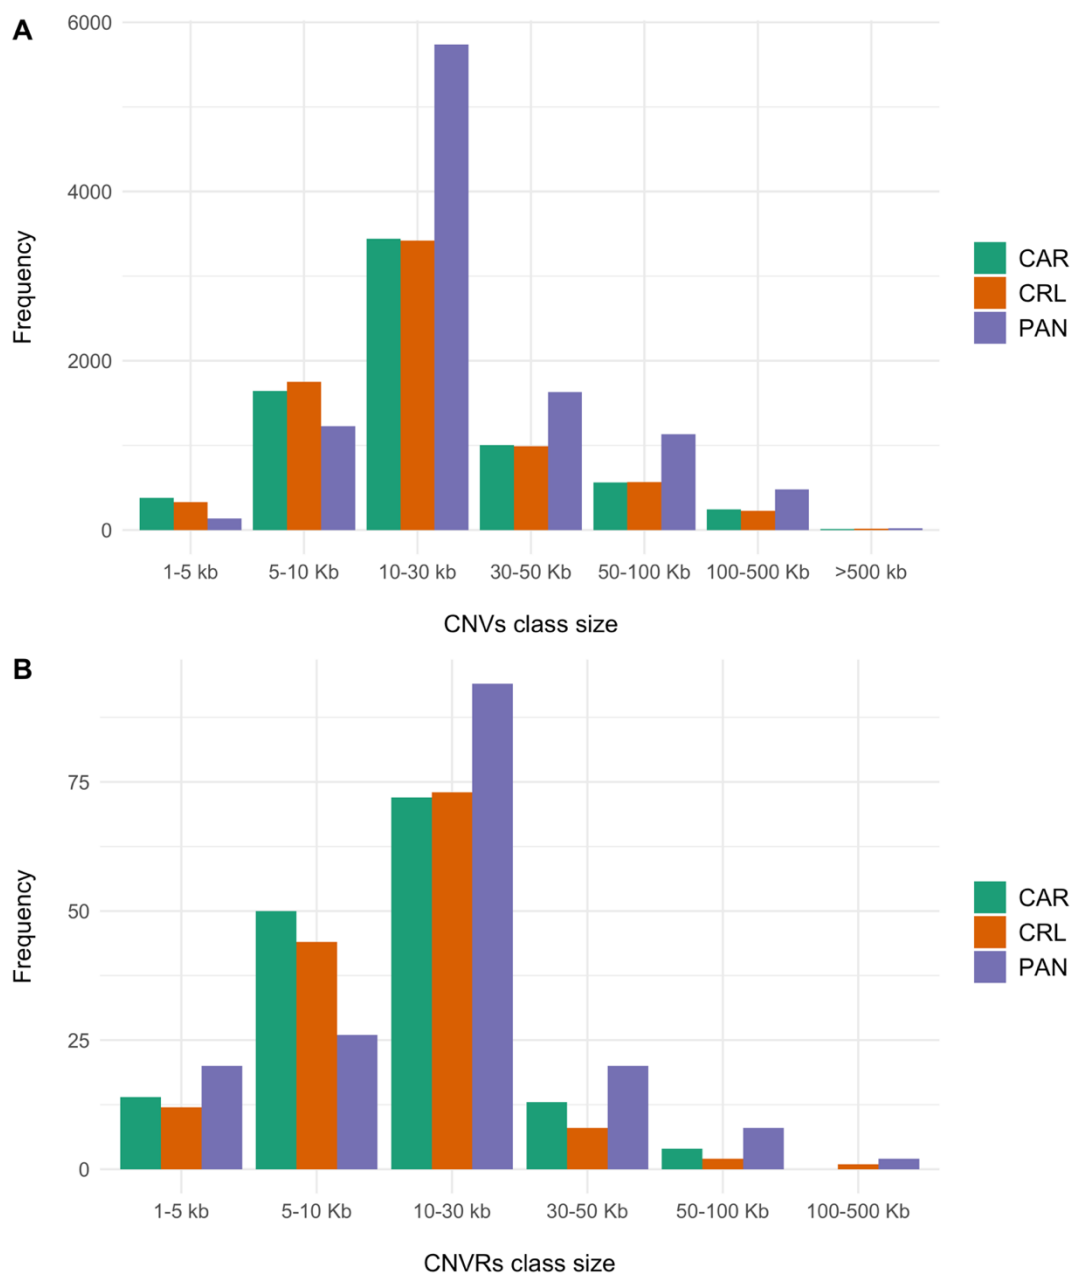 A
6000
4000
2000
0
Frequency
1-5 kb 5-10 Kb 10-30 kb 30-50 Kb 50-100 Kb 100-500 Kb >500 kb
CNVs class size
CAR
CRL
PAN
B
75
50
25
0
Frequency
1-5 kb 5-10 Kb 10-30 kb 30-50 Kb 50-100 Kb 100-500 Kb
CNVRs class size
CAR
CRL
PAN